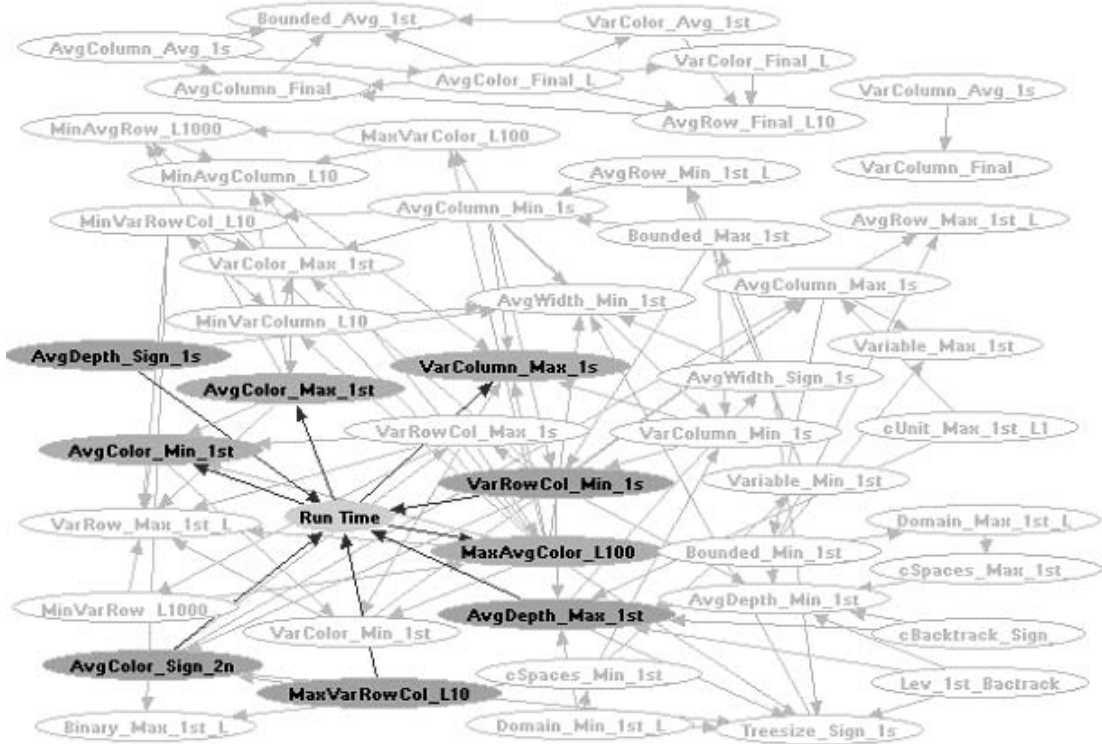 Bounded_Avg_1st
VarColor_Avg_1st
AvgColumn_Avg_1s
VarColor_Final_L
AvgColumn_Final
AvgColor_Final_L
VarColumn_Avg_1s
AvgRow_Final_L10
MinAvgRow_L1000
MaxVarColor_L100
VarColumn_Final
MinAvgColumn_L10
AvgRow_Min_1st_L
MinVarRowCol_L10
AvgColumn_Min_1s
AvgRow_Max_1st_L
Bounded_Max_1st
VarColor_Max_1st
AvgColumn_Max_1s
AvgWidth_Min_1st
MinVarColumn_L10
Variable_Max_1st
AvgDepth_Sign_1s
VarColumn_Max_1s
AvgWidth_Sign_1s
AvgColor_Max_1st
VarRowCol_Max_1s
VarColumn_Min_1s
cUnit_Max_1st_L1
AvgColor_Min_1st
VarRowCol_Min_1s
Variable_Min_1st
Run Time
VarRow_Max_1st_L
Domain_Max_1st_L
MaxAvgColor_L100
Bounded_Min_1st
cSpaces_Max_1st
MinVarRow_L1000
AvgDepth_Max_1st
AvgDepth_Min_1st
VarColor_Min_1st
cBacktrack_Sign
AvgColor_Sign_2n
cSpaces_Min_1st
Lev_1st_Bactrack
MaxVarRowCol_L10
Binary_Max_1st_L
Domain_Min_1st_L
Treesize_Sign_1s